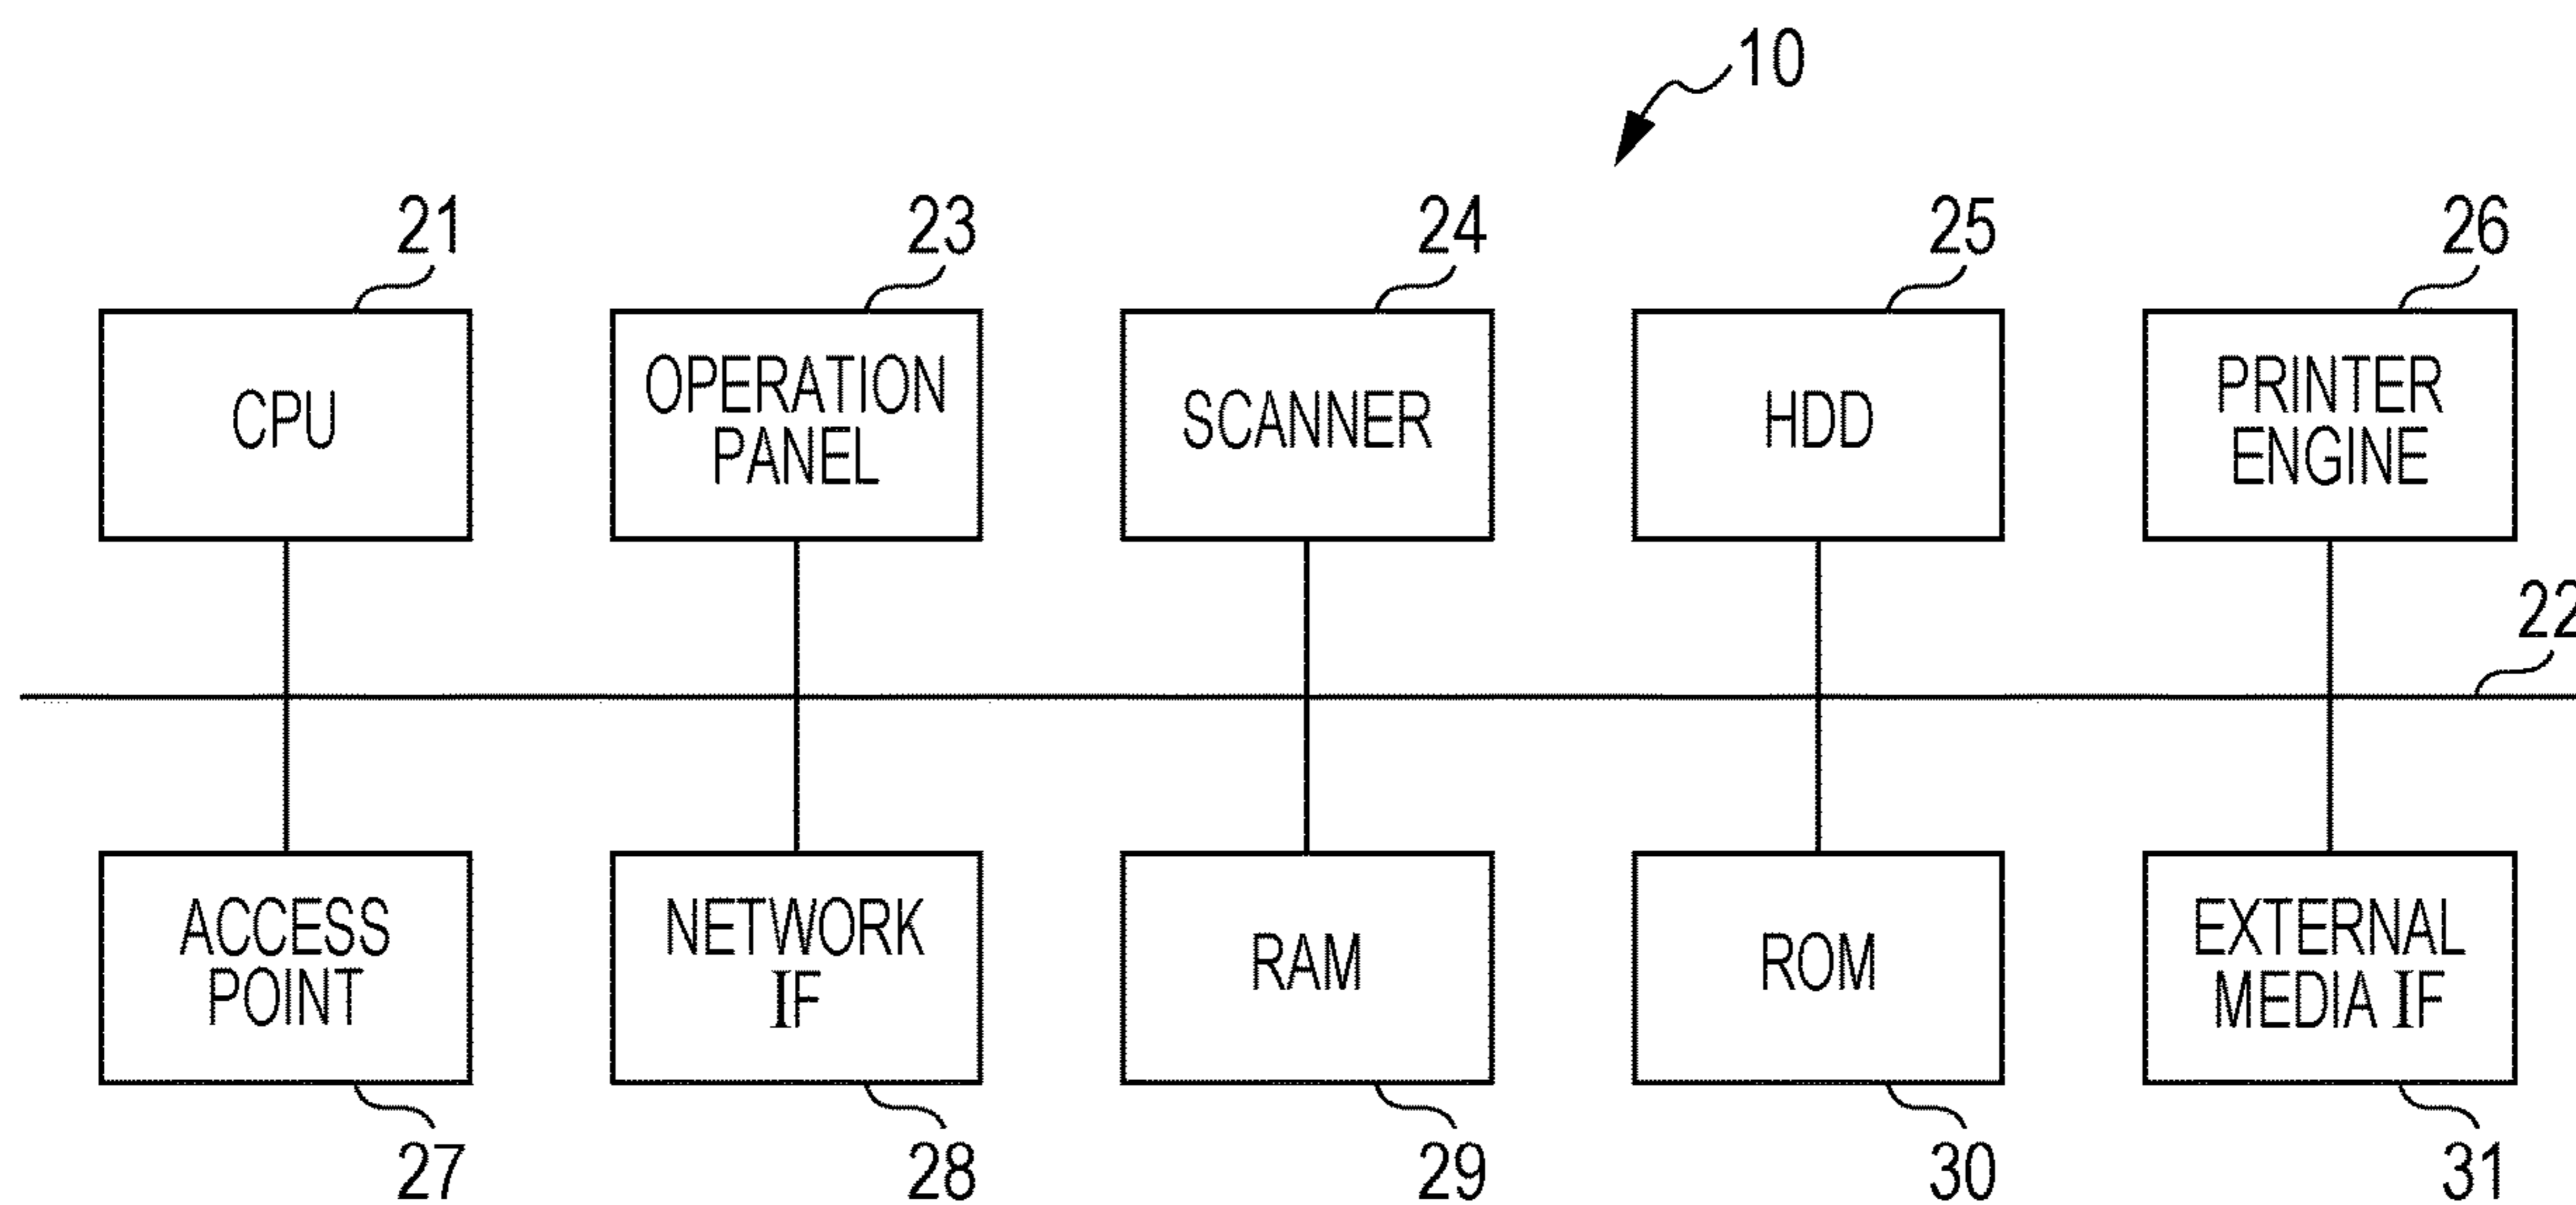 10
21
23
24
25
26
CPU
OPERATION
PANEL
SCANNER
HDD
PRINTER
ENGINE
22
ACCESS
POINT
NETWORK
IF
RAM
ROM
EXTERNAL
MEDIA IF
27
28
29
30
31